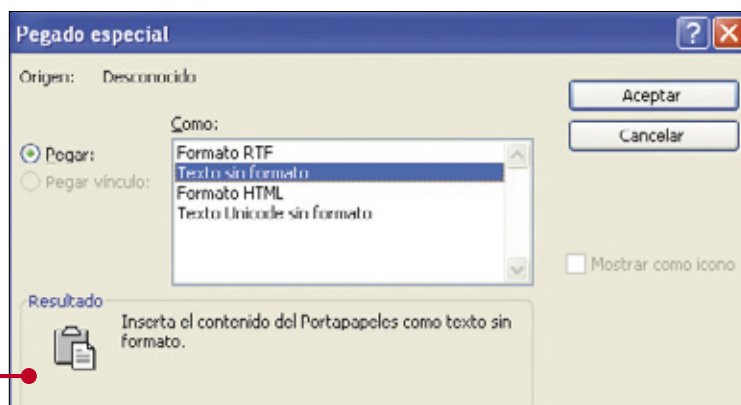 Pegado especial
Origen: Desconocido
Aceptar
Como:
Cancelar
Pegar:
Formato RTF
Texto sin formato
Pegar vínculo:
Formato HTML
Texto Unicode sin formato
Mostrar como icono
Resultado
Inserta el contenido del Portapapeles como texto sin
formato.